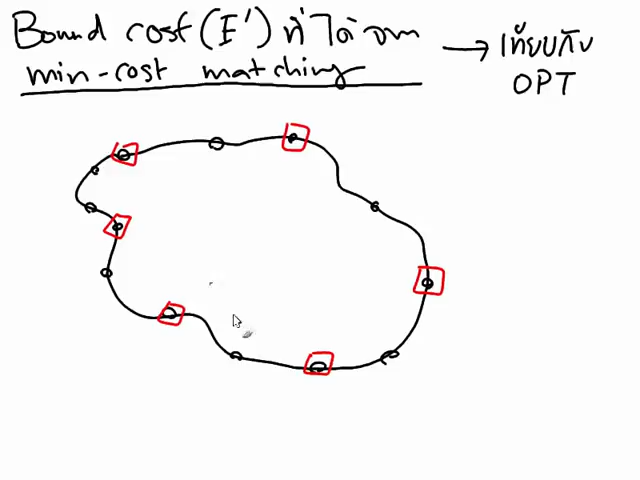 Bound cost(E') ที่ได้จาก
min-cost matching
→ เทียบกับ
OPT